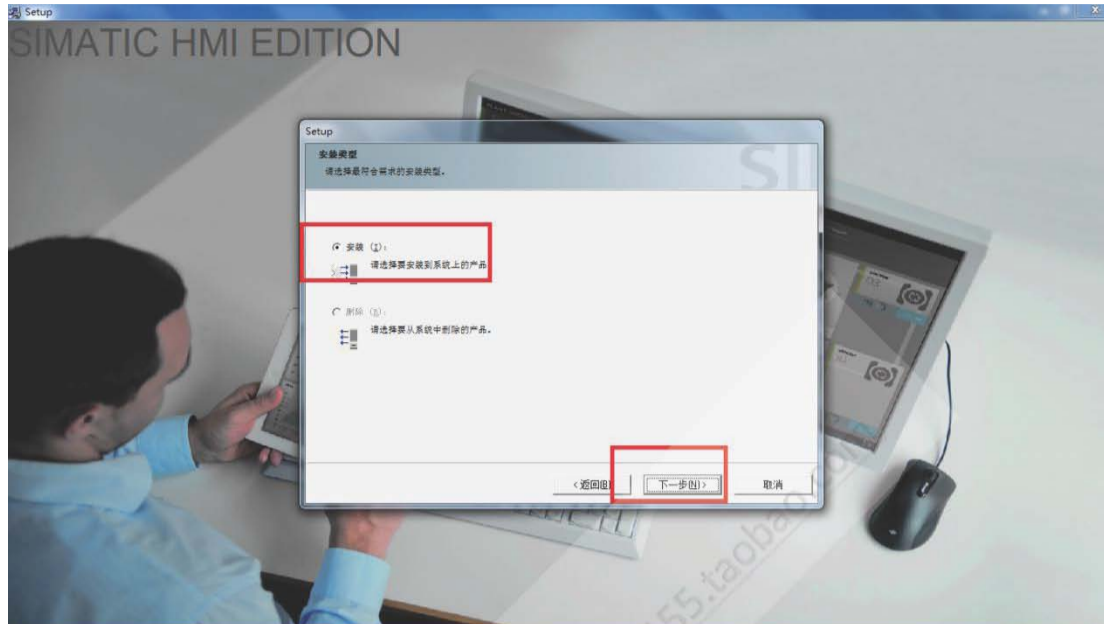 Setup
SIMATIC HMI EDITION
Setup
安装类型
请选择最符合需求的安装类型。
安装 (I):
请选择要安装到系统上的产品
删除
请选择要从系统中删除的产品。
<返回(B)
下一步(N)>
取消
55.taobao.co